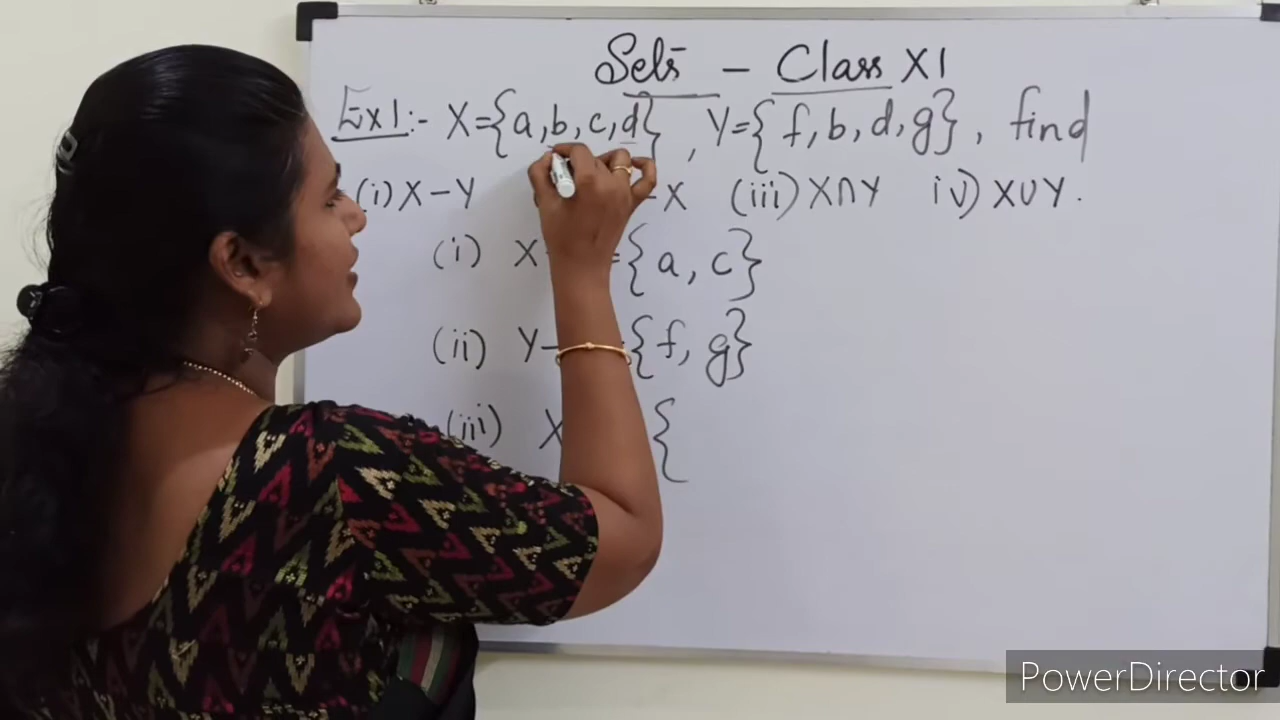 Sets - Class XI
Ex1:- X={a,b,c,d}, Y={f,b,d,g}, find
(i) X-Y -X (iii) X∩Y iv) X∪Y.
(i) X- ={a, c}
(ii) Y- ={f, g}
(iii) X {
PowerDirector